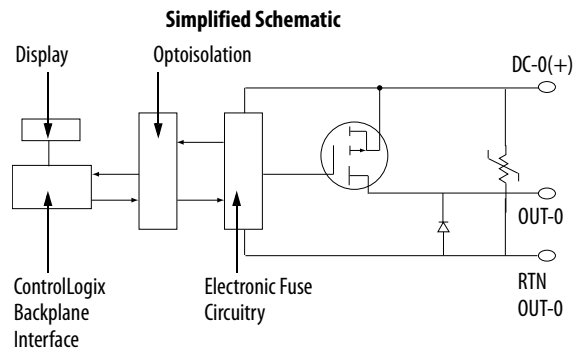 Simplified Schematic
Display
Optoisolation
DC-0(+)
OUT-0
ControlLogix
Backplane
Interface
Electronic Fuse
Circuitry
RTN
OUT-0